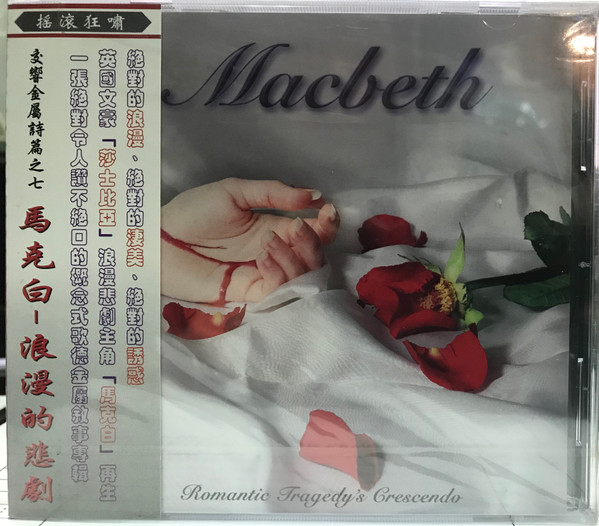 搖滾狂嘯
Macbeth
絕對的浪漫、絕對的淒美、絕對的誘惑
英國文豪「莎士比亞」浪漫悲劇主角「馬克白」再生
一張絕對令人讚不絕口的概念式歌德金屬敘事專輯
交響金屬詩篇之七
馬克白－浪漫的悲劇
Romantic Tragedy's Crescendo